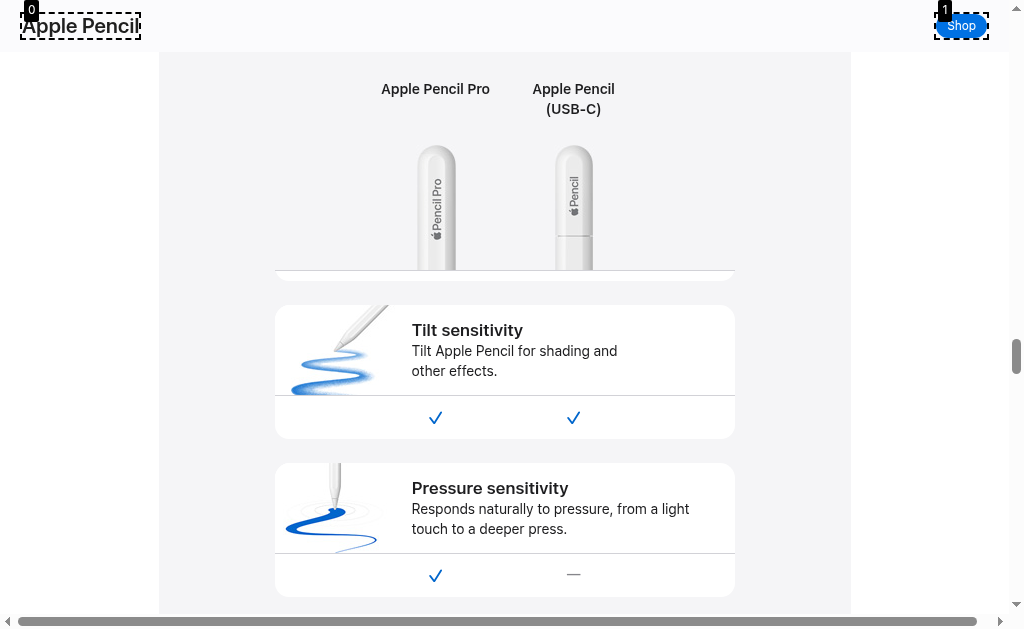 0
1
Apple Pencil
Shop
Apple Pencil Pro
Apple Pencil
(USB-C)
Pencil Pro
Pencil
Tilt sensitivity
Tilt Apple Pencil for shading and
other effects.
Pressure sensitivity
Responds naturally to pressure, from a light
touch to a deeper press.
—